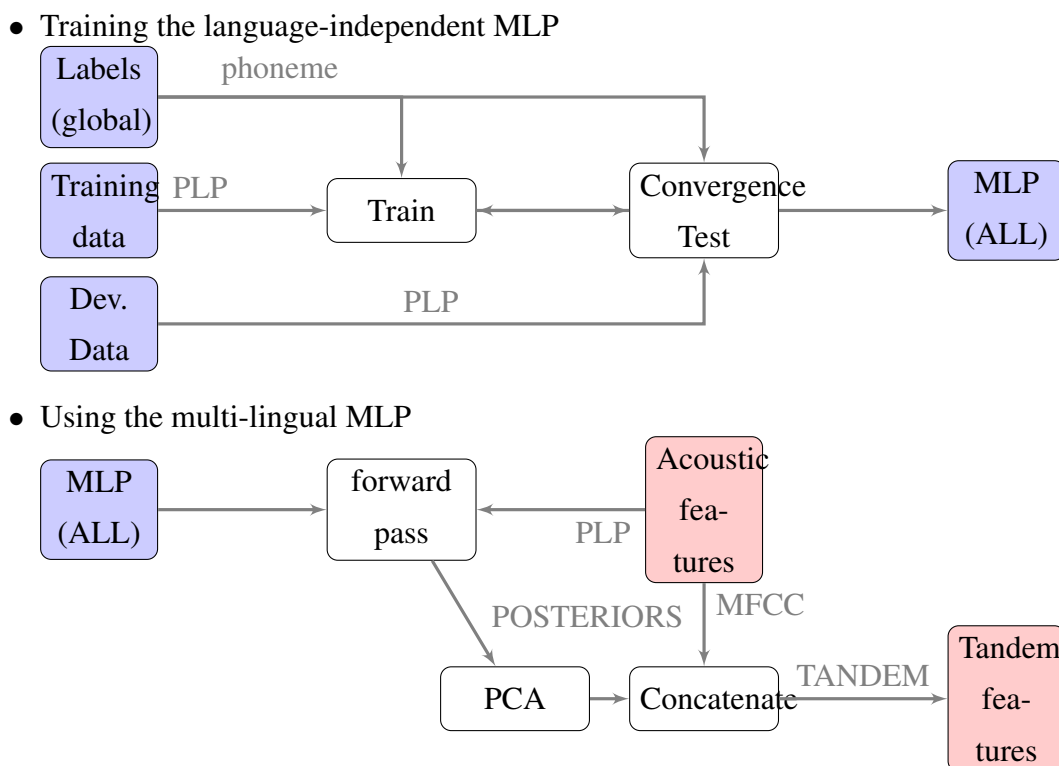 • Training the language-independent MLP
Labels
(global)
phoneme
Training
data
PLP
Train
Convergence
Test
MLP
(ALL)
Dev.
Data
PLP
• Using the multi-lingual MLP
MLP
(ALL)
forward
pass
PLP
Acoustic
fea-
tures
POSTERIORS
MFCC
PCA
Concatenate
TANDEM
Tandem
fea-
tures